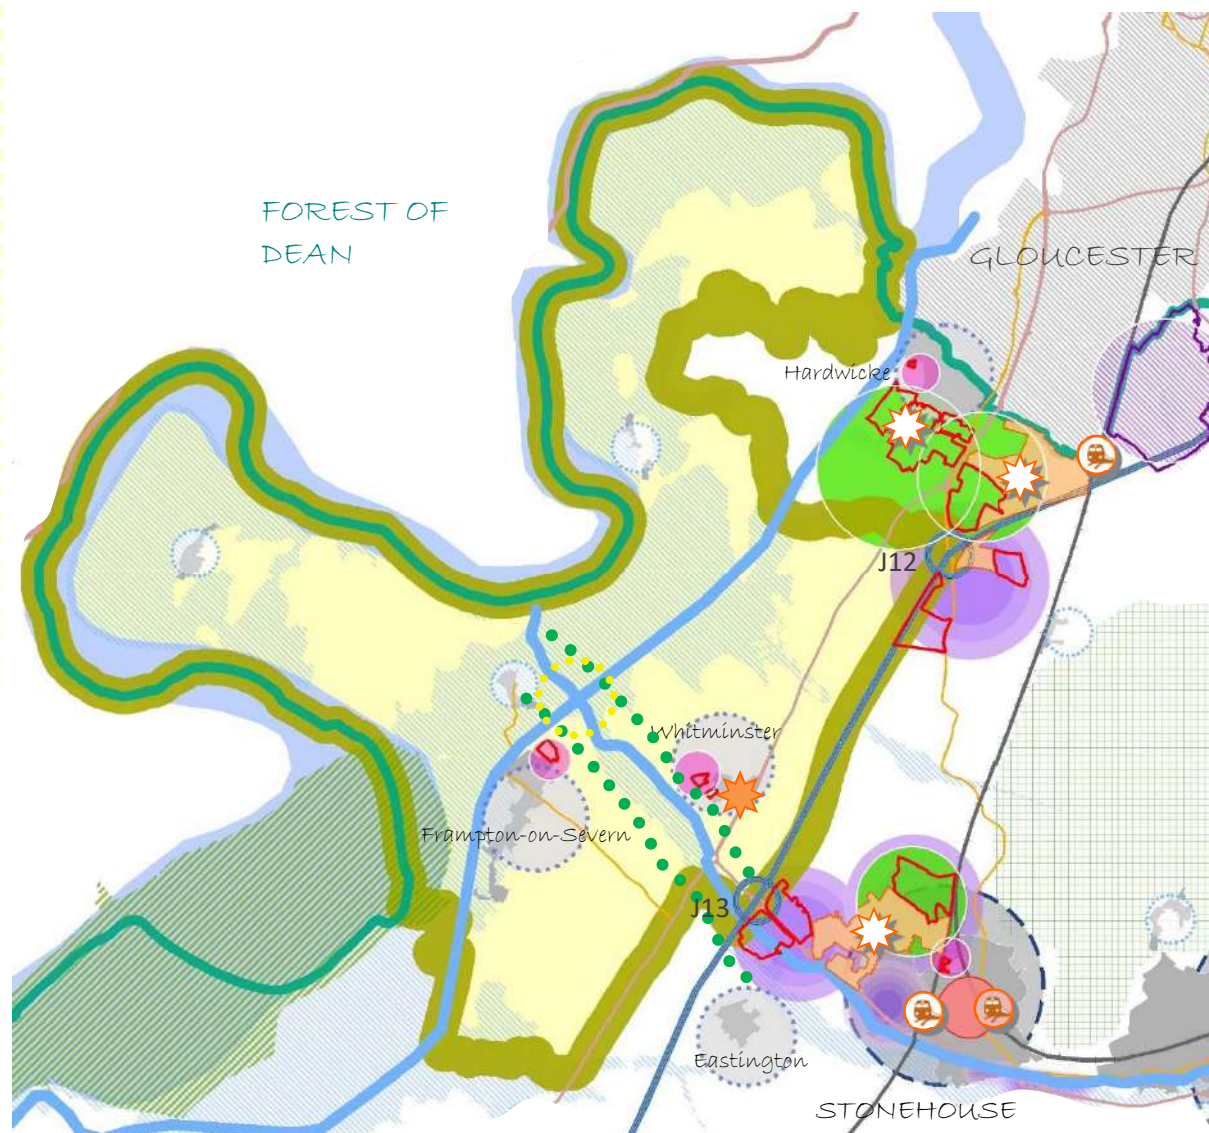 FOREST OF
DEAN
GLOUCESTER
Hardwicke
J12
Whitminster
Frampton-on-Severn
J13
Eastington
STONEHOUSE